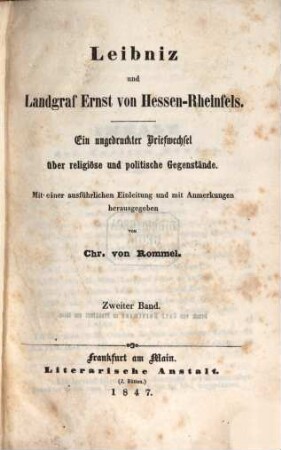 Leibniz
und
Landgraf Ernst von Hessen-Rheinfels.
Ein ungedruckter Briefwechsel
über religiöse und politische Gegenstände.
Mit einer ausführlichen Einleitung und mit Anmerkungen
herausgegeben
von
Chr. von Rommel.
Zweiter Band.
Frankfurt am Main.
Literarische Anstalt.
(J. Rütten.)
1847.